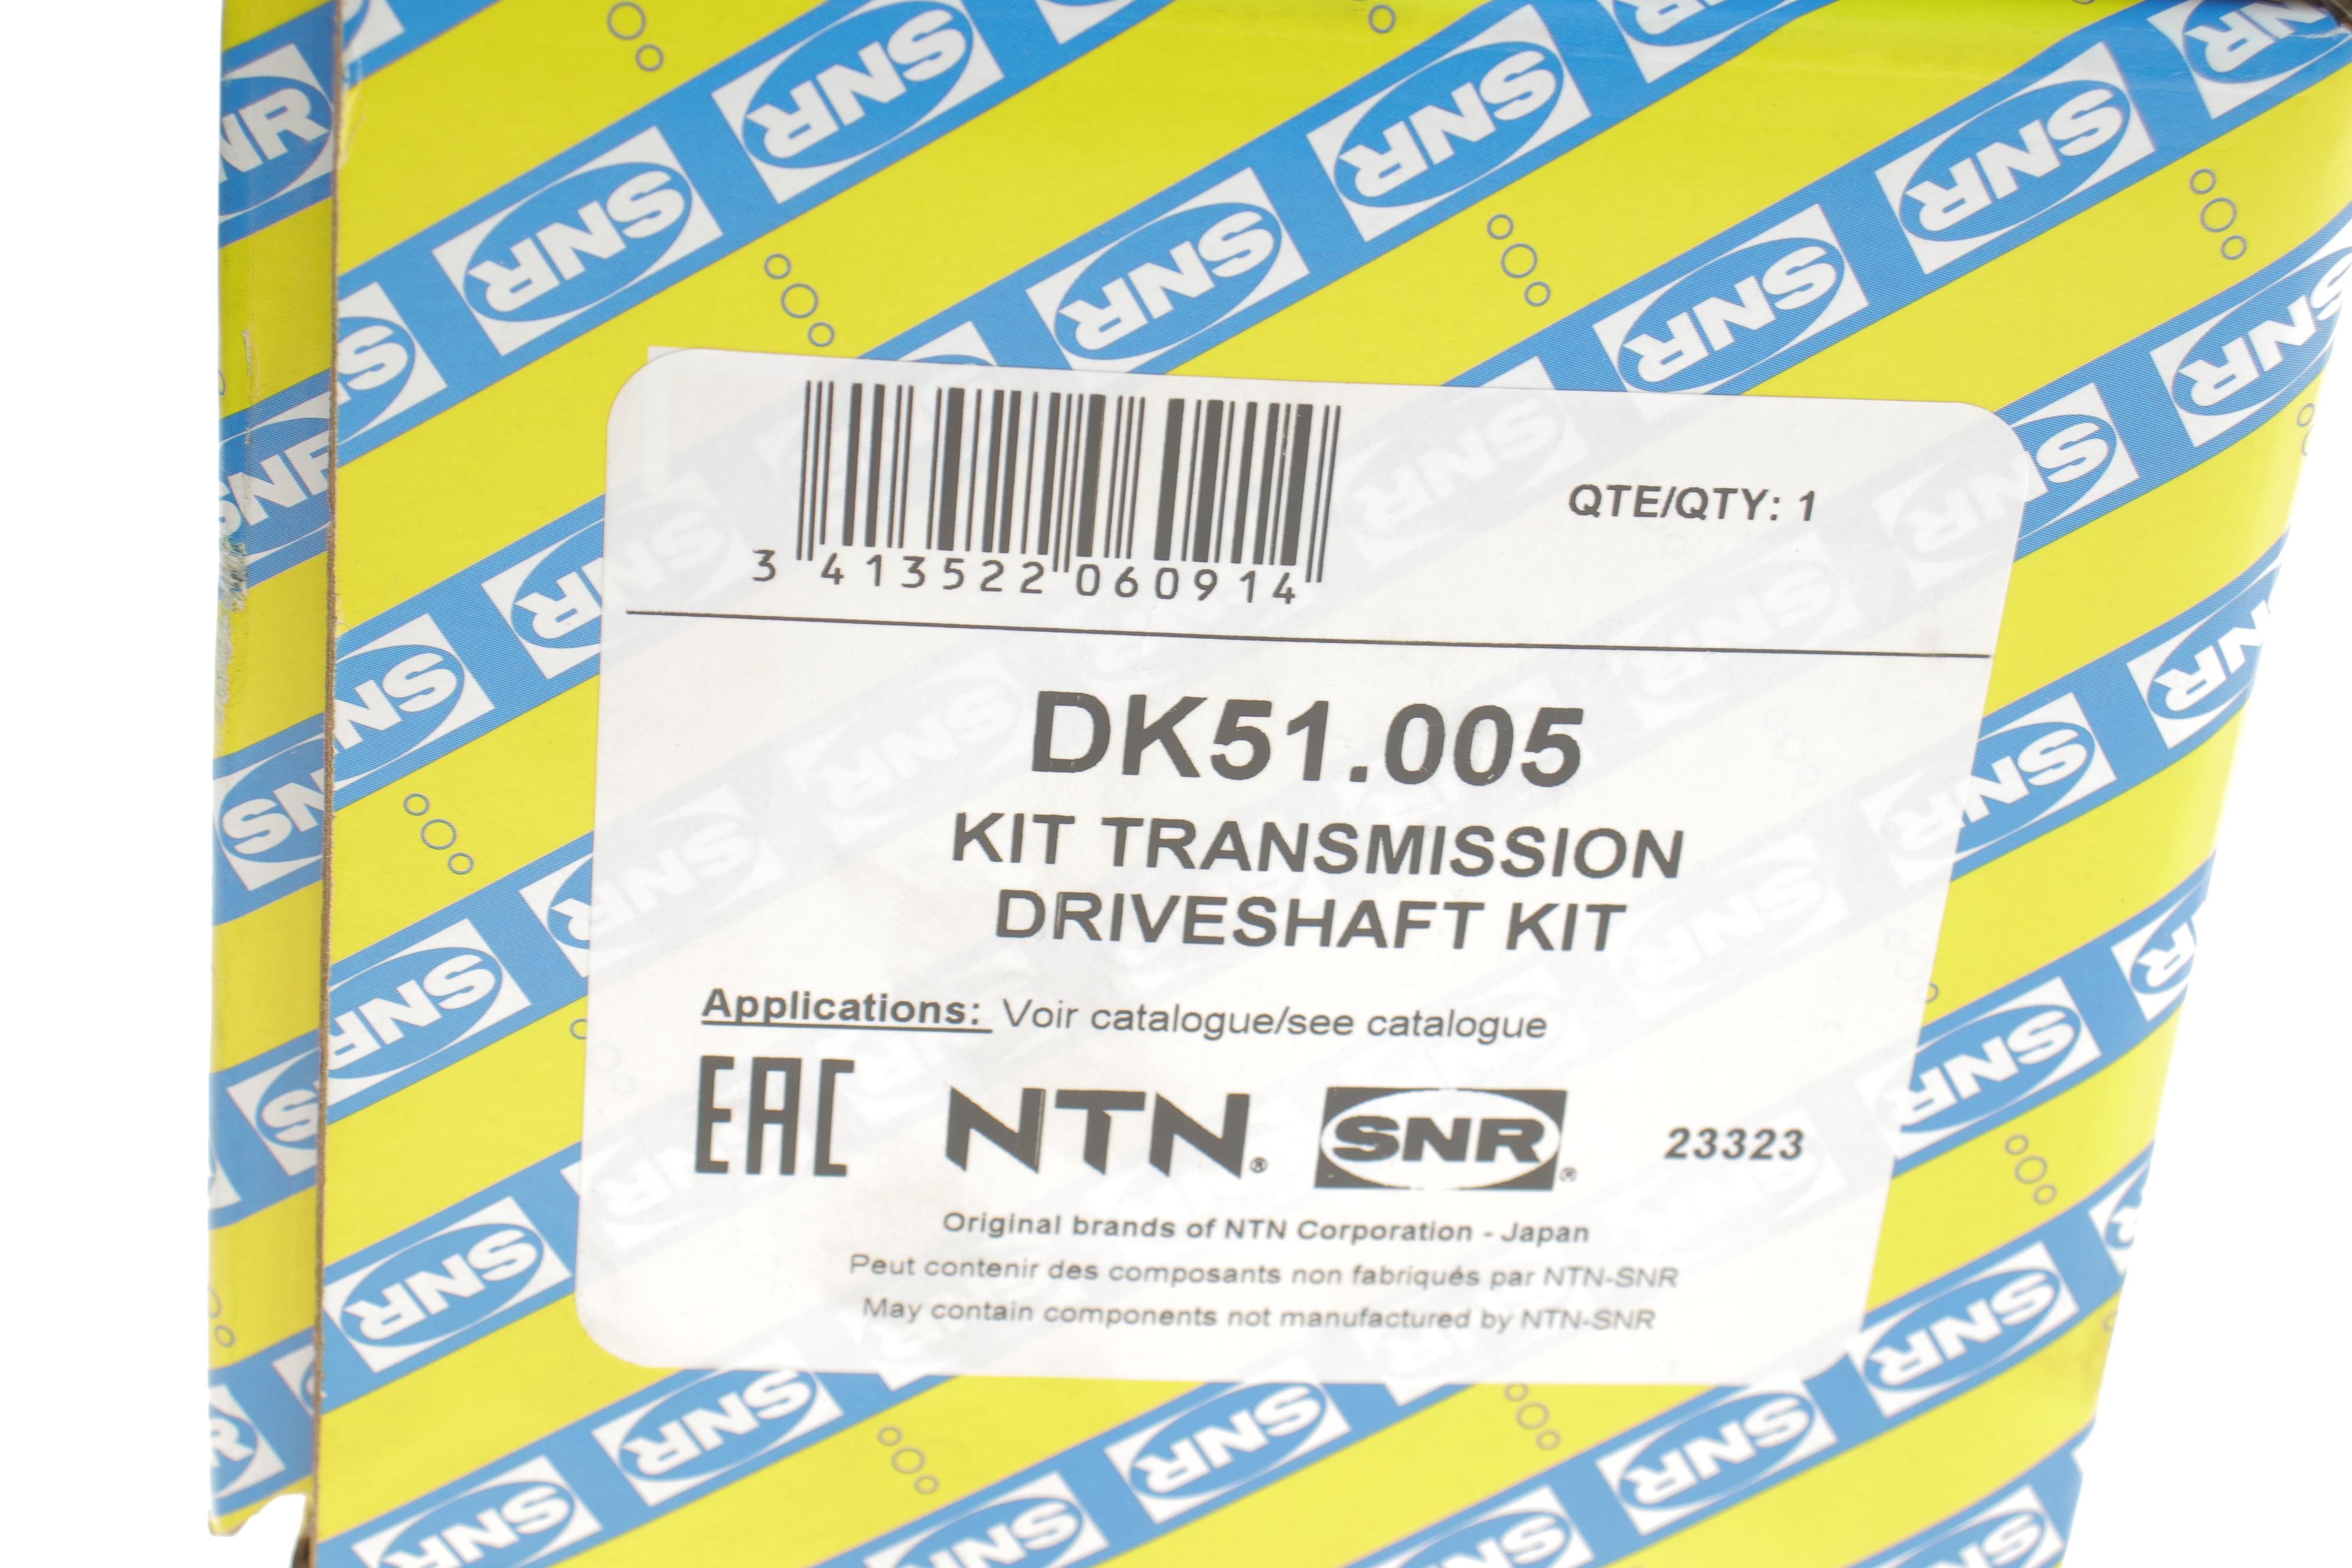 QTE/QTY: 1
3 413522 060914
DK51.005
KIT TRANSMISSION
DRIVESHAFT KIT
Applications: Voir catalogue/see catalogue
EAC NTN® SNR® 23323
Original brands of NTN Corporation - Japan
Peut contenir des composants non fabriqués par NTN-SNR
May contain components not manufactured by NTN-SNR
SNR